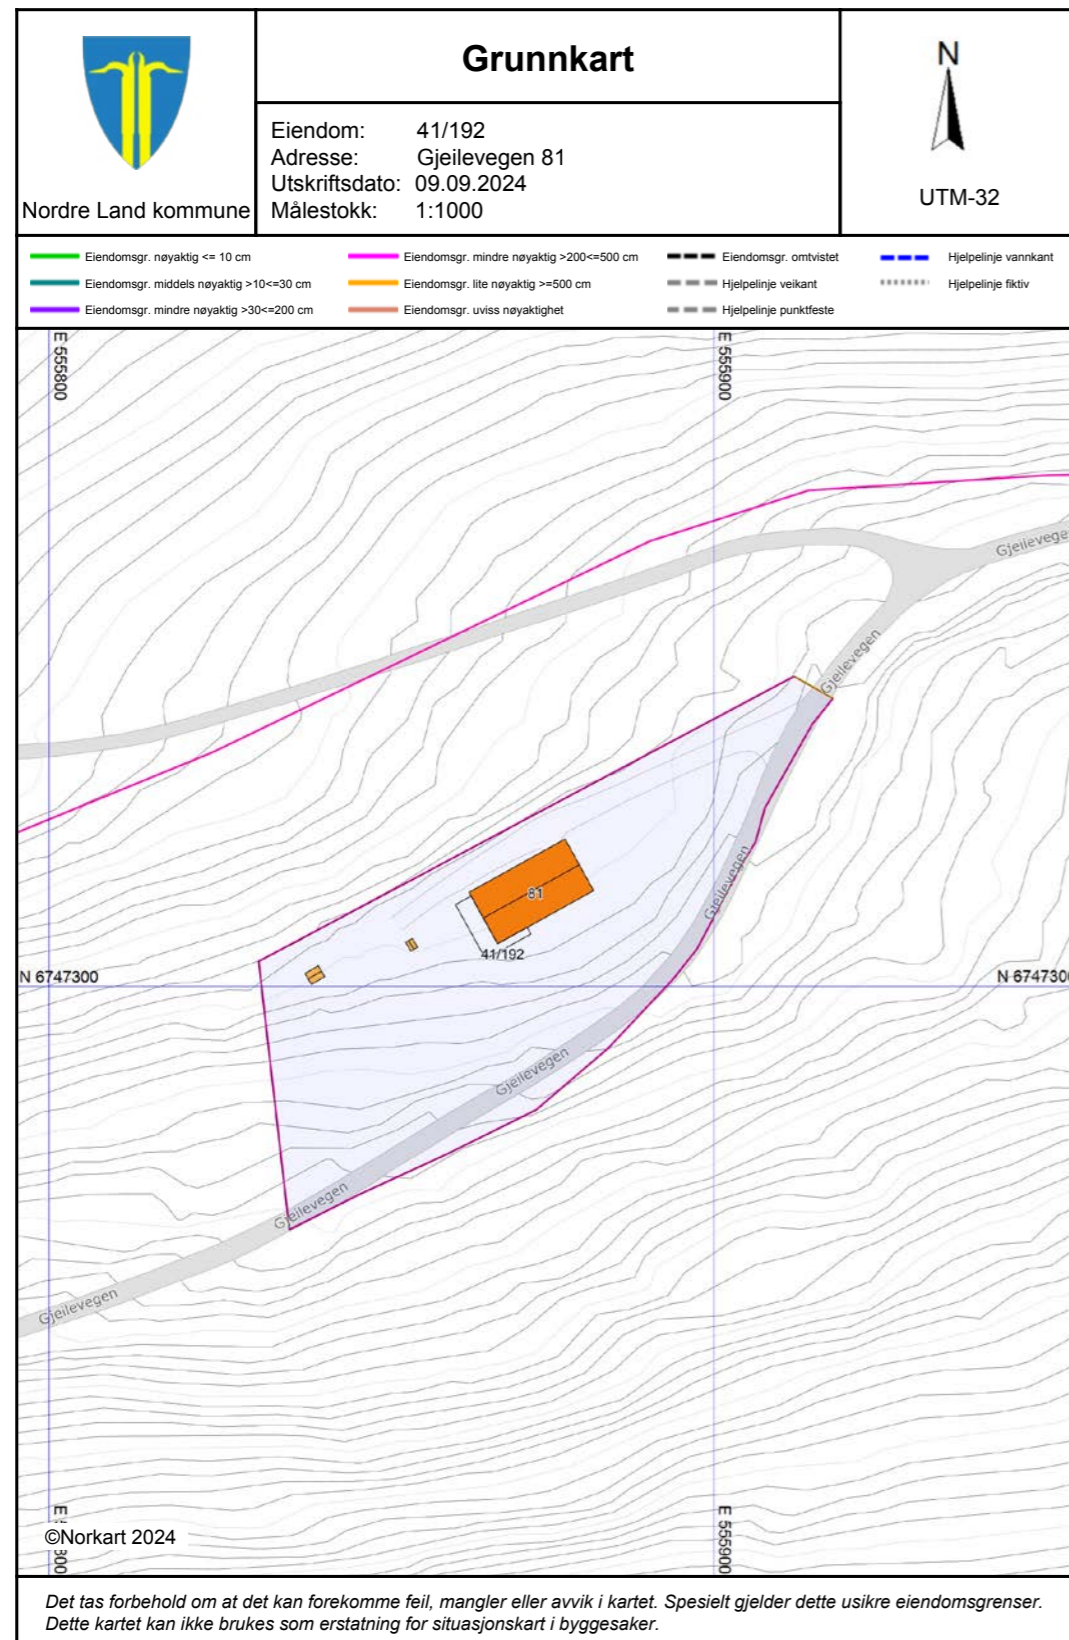 Grunnkart
Nordre Land kommune
Eiendom: 41/192
Adresse: Gjeilevegen 81
Utskriftsdato: 09.09.2024
Målestokk: 1:1000
N
UTM-32
Eiendomsgr. nøyaktig <= 10 cm
Eiendomsgr. middels nøyaktig >10<=30 cm
Eiendomsgr. mindre nøyaktig >30<=200 cm
Eiendomsgr. mindre nøyaktig >200<=500 cm
Eiendomsgr. lite nøyaktig >=500 cm
Eiendomsgr. uviss nøyaktighet
Eiendomsgr. omtvistet
Hjelpelinje veikant
Hjelpelinje punktfeste
Hjelpelinje vannkant
Hjelpelinje fiktiv
E 555800
E 555900
Gjeilevege
Gjeilevegen
Gjeilevegen
81
41/192
N 6747300
N 6747300
Gjeilevegen
Gjeilevegen
Gjeilevegen
E 555900
©Norkart 2024
Det tas forbehold om at det kan forekomme feil, mangler eller avvik i kartet. Spesielt gjelder dette usikre eiendomsgrenser.
Dette kartet kan ikke brukes som erstatning for situasjonskart i byggesaker.